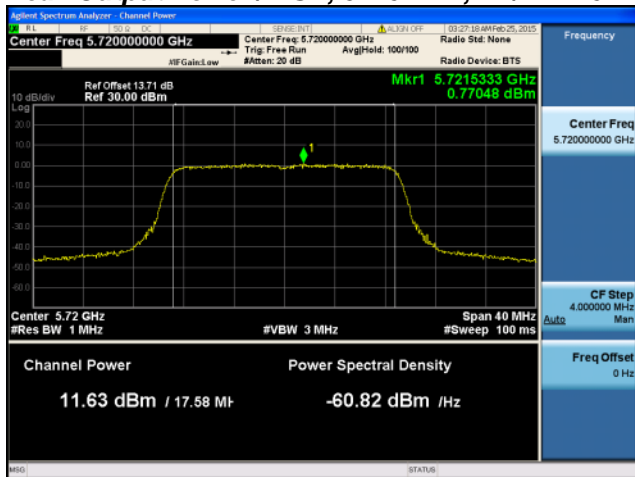 Agilent Spectrum Analyzer - Channel Power
RL RF 50 Ω DC SENSE:INT ALIGN OFF 03:27:18 AM Feb 25, 2015
Center Freq 5.720000000 GHz
#IFGain:Low
Center Freq: 5.720000000 GHz
Trig: Free Run Avg|Hold: 100/100
#Atten: 20 dB
Radio Std: None
Radio Device: BTS
Frequency
Ref Offset 13.71 dB
10 dB/div Ref 30.00 dBm
Log
Mkr1 5.7215333 GHz
0.77048 dBm
1
20.0
10.0
0.00
-10.0
-20.0
-30.0
-40.0
-50.0
-60.0
Center Freq
5.720000000 GHz
Center 5.72 GHz Span 40 MHz
#Res BW 1 MHz #VBW 3 MHz #Sweep 100 ms
CF Step
4.000000 MHz
Auto Man
Freq Offset
0 Hz
Channel Power Power Spectral Density
11.63 dBm / 17.58 MH -60.82 dBm /Hz
MSG STATUS